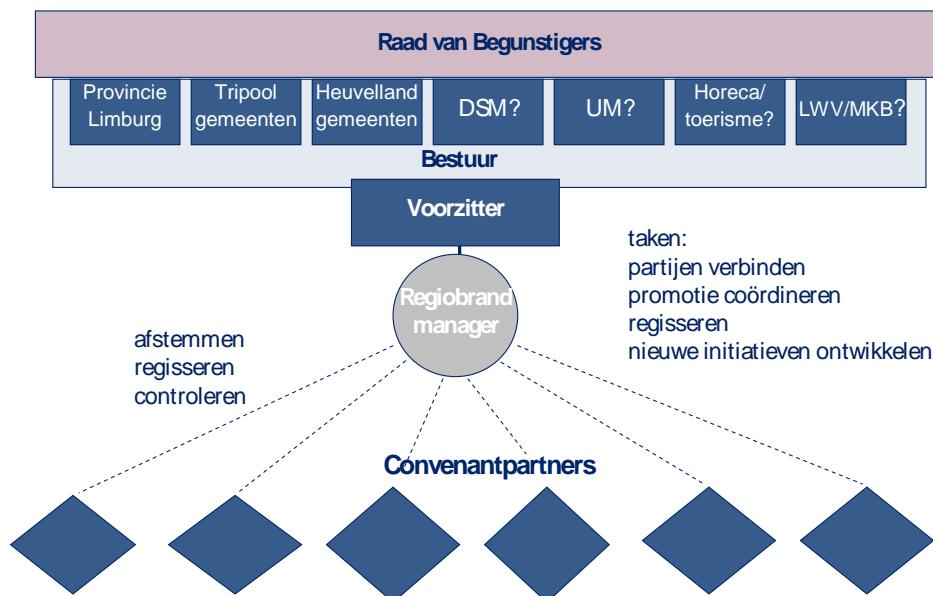 Raad van Begunstigers
Provincie
Limburg
Tripool
gemeenten
Heuvelland
gemeenten
DSM?
UM?
Horeca/
toerisme?
LWV/MKB?
Bestuur
Voorzitter
Regiobrand
manager
taken:
partijen verbinden
promotie coördineren
regisseren
nieuwe initiatieven ontwikkelen
afstemmen
regisseren
controleren
Convenantpartners